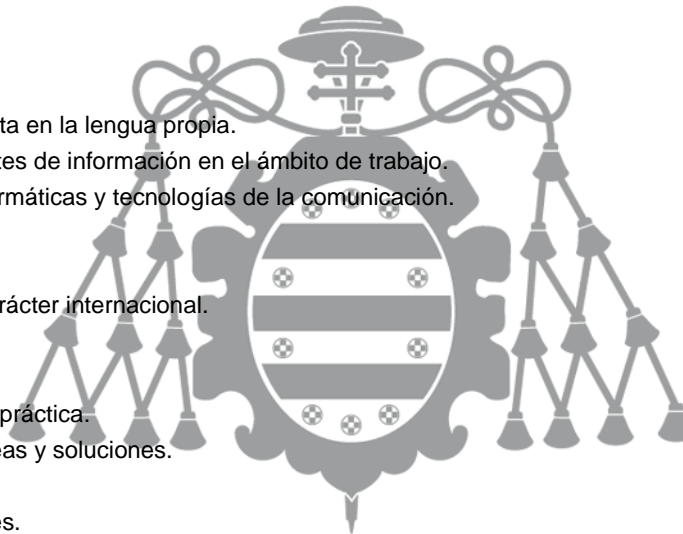 ta en la lengua propia.
tes de información en el ámbito de trabajo.
rmáticas y tecnologías de la comunicación.
rácter internacional.
práctica.
eas y soluciones.
es.